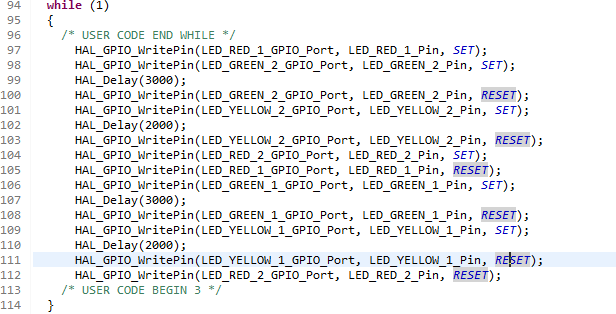 94 while (1)
95 {
96 /* USER CODE END WHILE */
97 HAL_GPIO_WritePin(LED_RED_1_GPIO_Port, LED_RED_1_Pin, SET);
98 HAL_GPIO_WritePin(LED_GREEN_2_GPIO_Port, LED_GREEN_2_Pin, SET);
99 HAL_Delay(3000);
100 HAL_GPIO_WritePin(LED_GREEN_2_GPIO_Port, LED_GREEN_2_Pin, RESET);
101 HAL_GPIO_WritePin(LED_YELLOW_2_GPIO_Port, LED_YELLOW_2_Pin, SET);
102 HAL_Delay(2000);
103 HAL_GPIO_WritePin(LED_YELLOW_2_GPIO_Port, LED_YELLOW_2_Pin, RESET);
104 HAL_GPIO_WritePin(LED_RED_2_GPIO_Port, LED_RED_2_Pin, SET);
105 HAL_GPIO_WritePin(LED_RED_1_GPIO_Port, LED_RED_1_Pin, RESET);
106 HAL_GPIO_WritePin(LED_GREEN_1_GPIO_Port, LED_GREEN_1_Pin, SET);
107 HAL_Delay(3000);
108 HAL_GPIO_WritePin(LED_GREEN_1_GPIO_Port, LED_GREEN_1_Pin, RESET);
109 HAL_GPIO_WritePin(LED_YELLOW_1_GPIO_Port, LED_YELLOW_1_Pin, SET);
110 HAL_Delay(2000);
111 HAL_GPIO_WritePin(LED_YELLOW_1_GPIO_Port, LED_YELLOW_1_Pin, RESET);
112 HAL_GPIO_WritePin(LED_RED_2_GPIO_Port, LED_RED_2_Pin, RESET);
113 /* USER CODE BEGIN 3 */
114 }